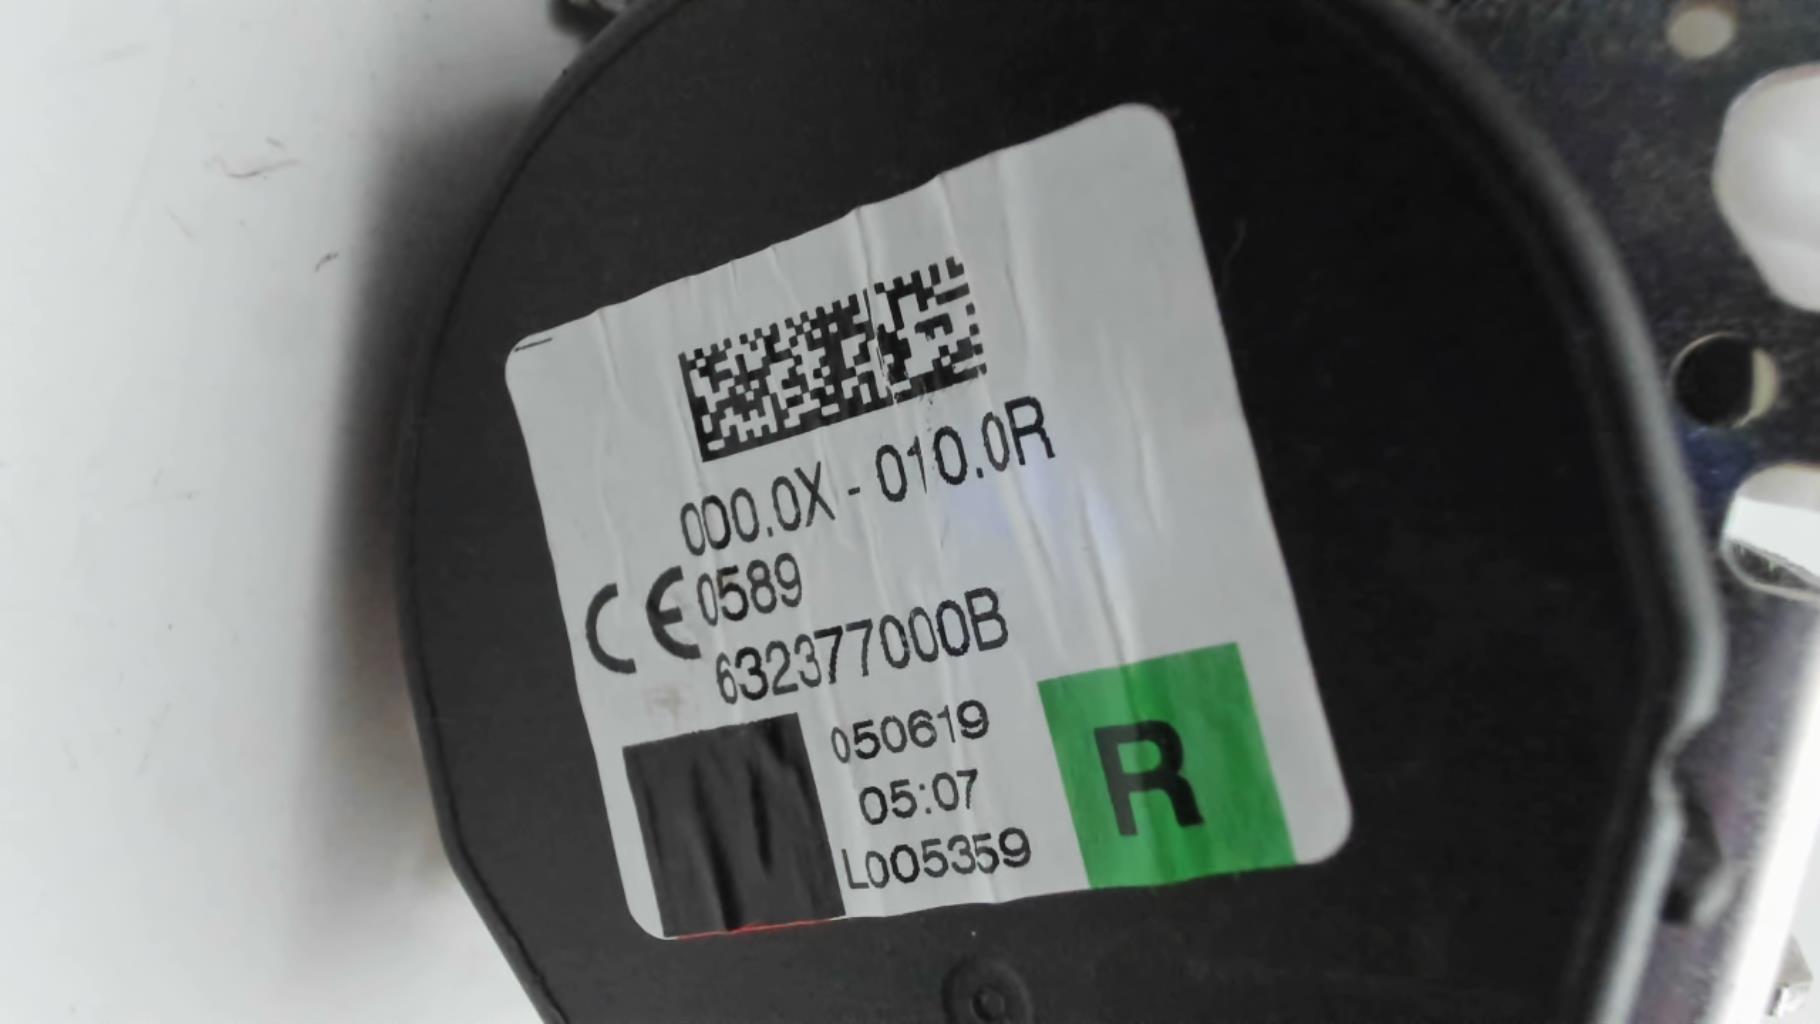 000.0X - 010.0R
CE 0589
632377000B
050619
05:07
L005359
R